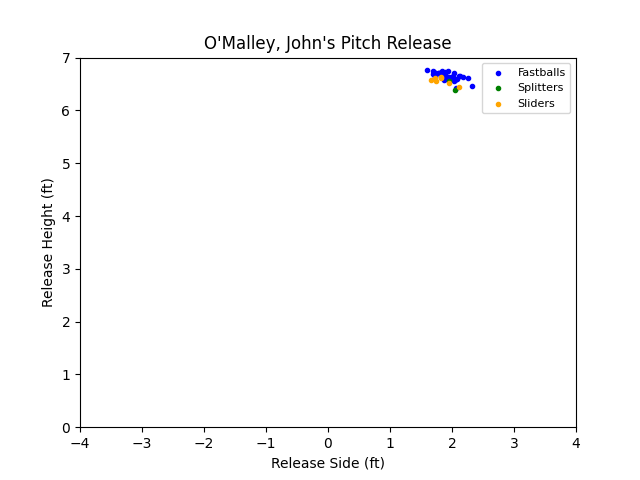 O'Malley, John's Pitch Release
Release Height (ft)
7
6
5
4
3
2
1
0
−4
−3
−2
−1
0
1
2
3
4
Release Side (ft)
Fastballs
Splitters
Sliders